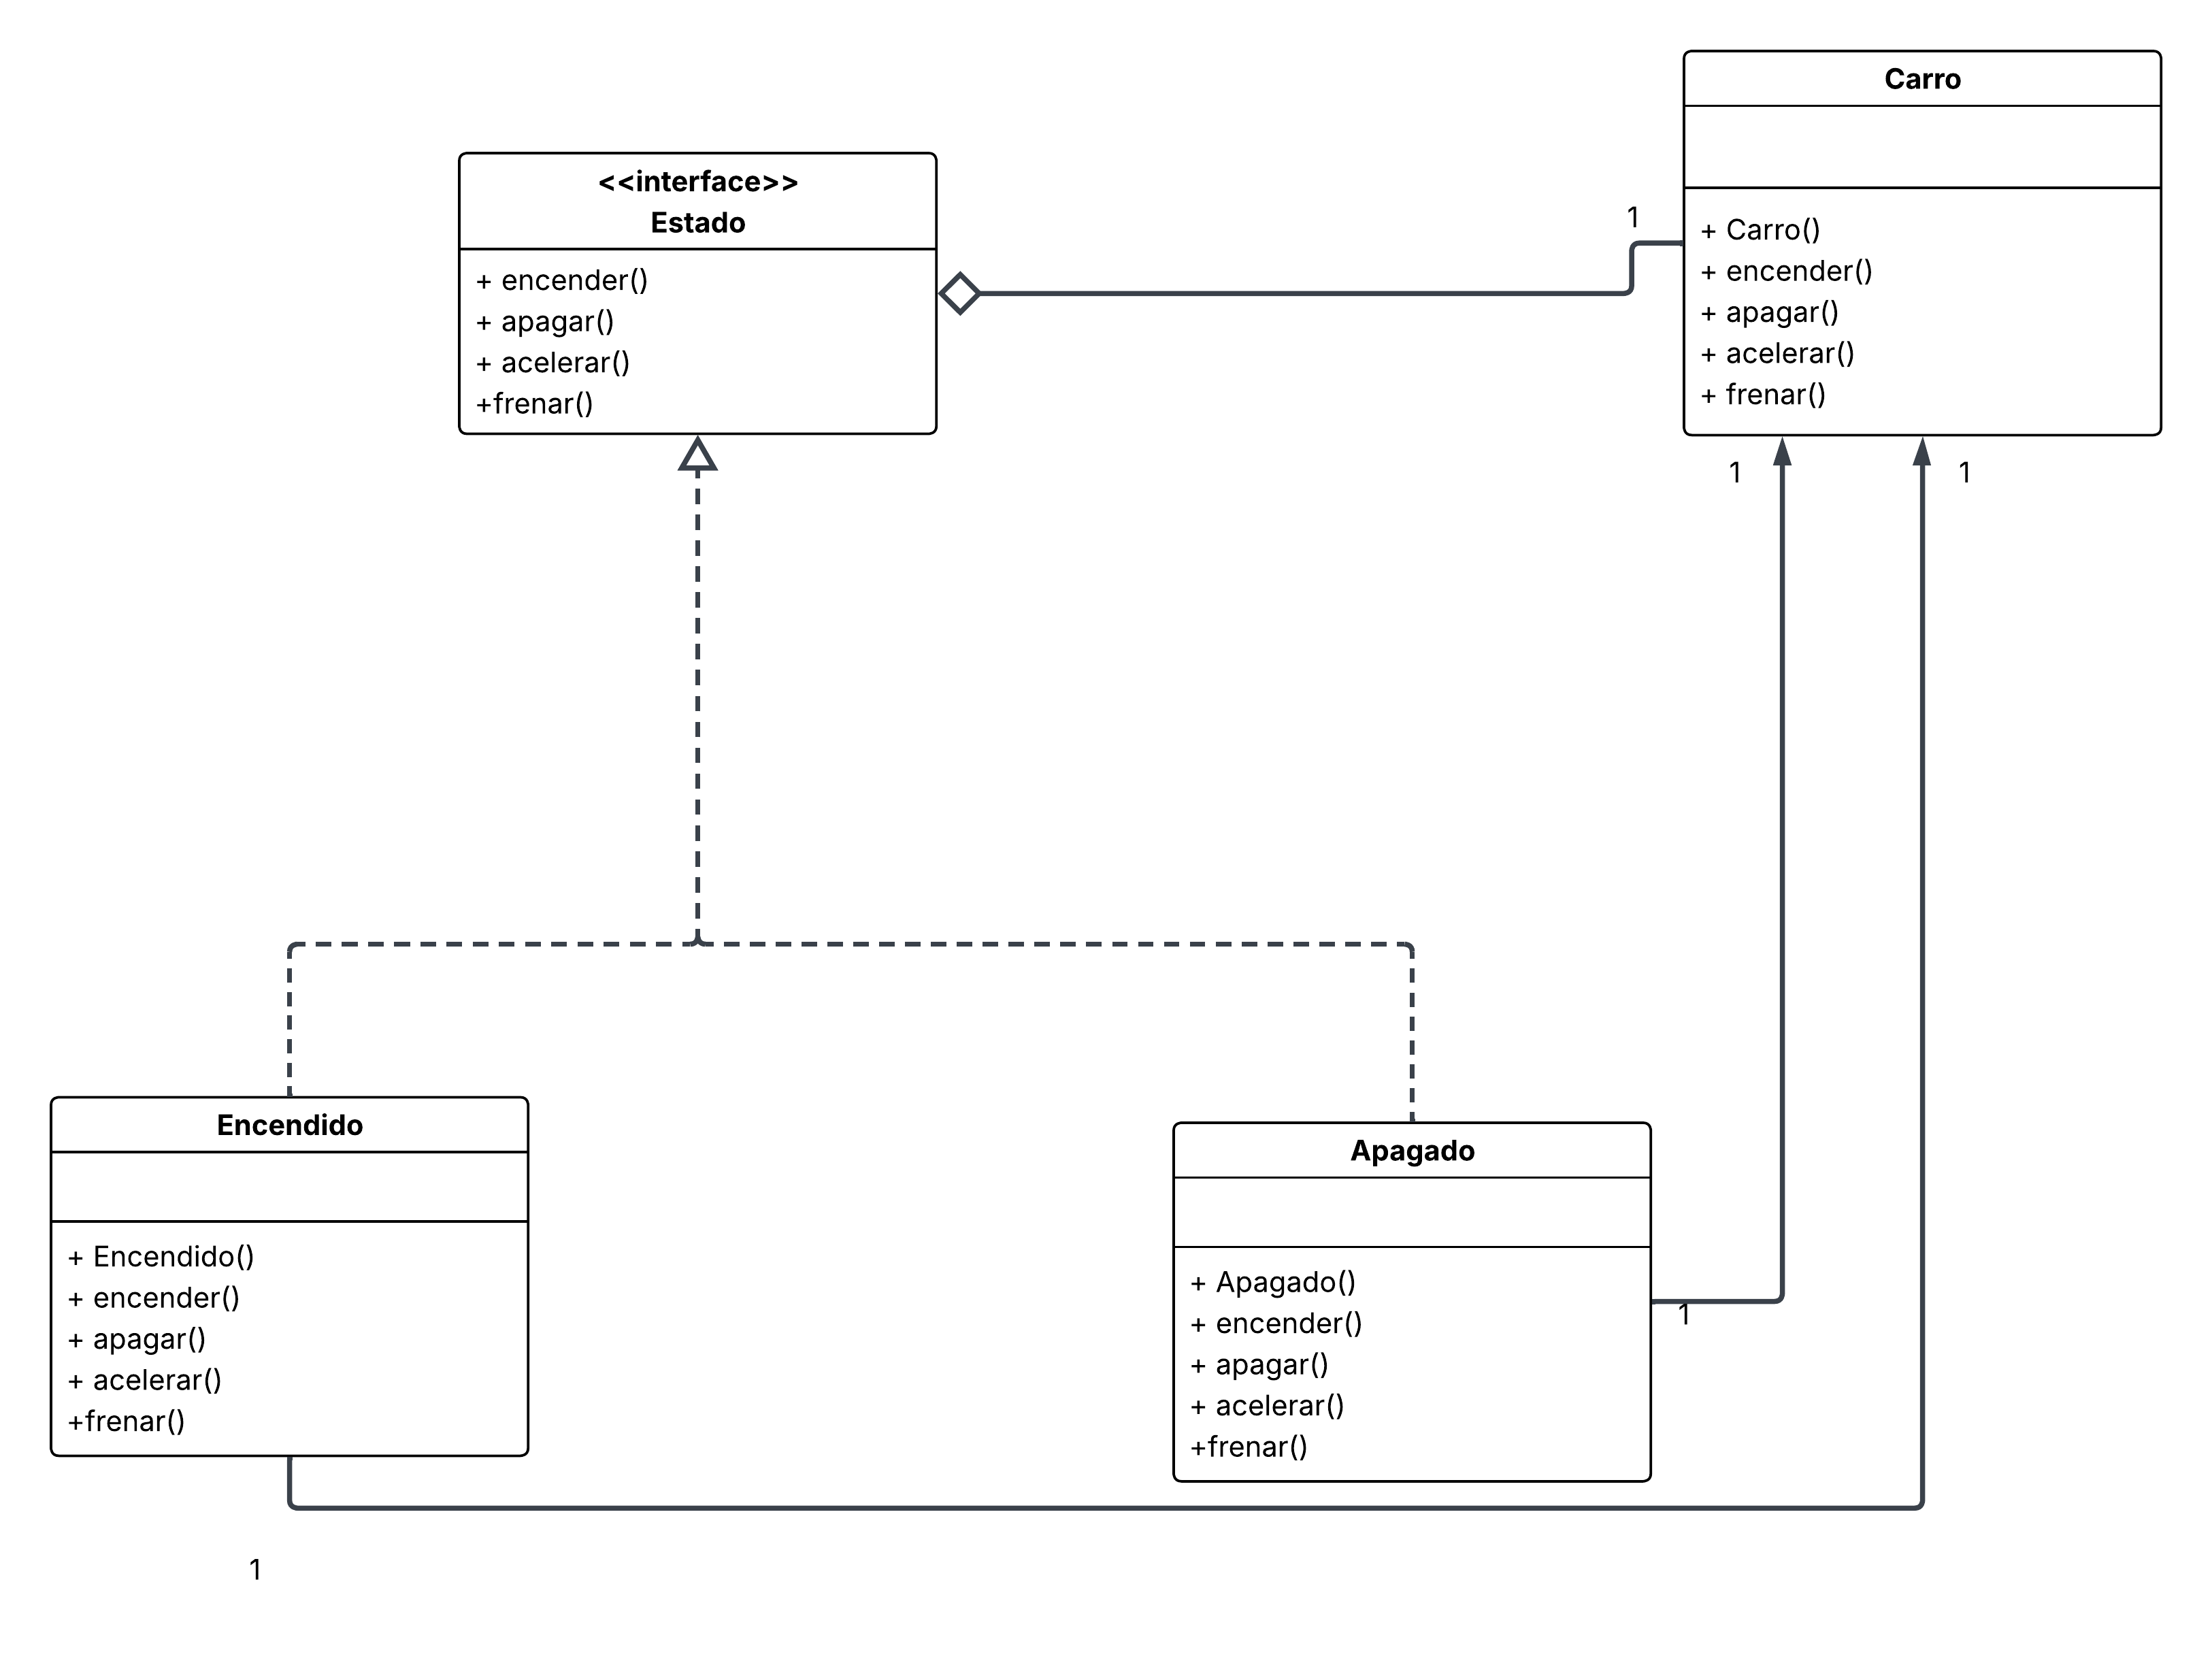 Carro
+ Carro()
+ encender()
+ apagar()
+ acelerar()
+ frenar()
<<interface>>
Estado
+ encender()
+ apagar()
+ acelerar()
+frenar()
1
1
1
Encendido
+ Encendido()
+ encender()
+ apagar()
+ acelerar()
+frenar()
Apagado
+ Apagado()
+ encender()
+ apagar()
+ acelerar()
+frenar()
1
1